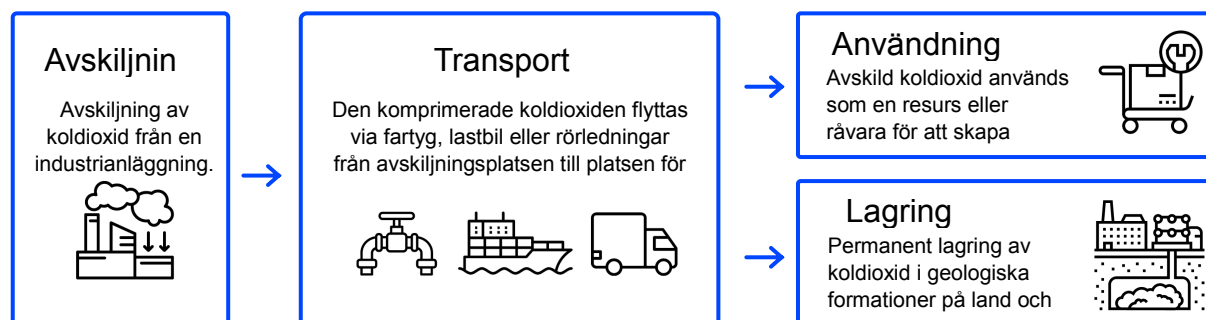 Avskiljnin
Avskiljning av
koldioxid från en
industrianläggning.
Transport
Den komprimerade koldioxiden flyttas
via fartyg, lastbil eller rörledningar
från avskiljningsplatsen till platsen för
Användning
Avskild koldioxid används
som en resurs eller
råvara för att skapa
Lagring
Permanent lagring av
koldioxid i geologiska
formationer på land och